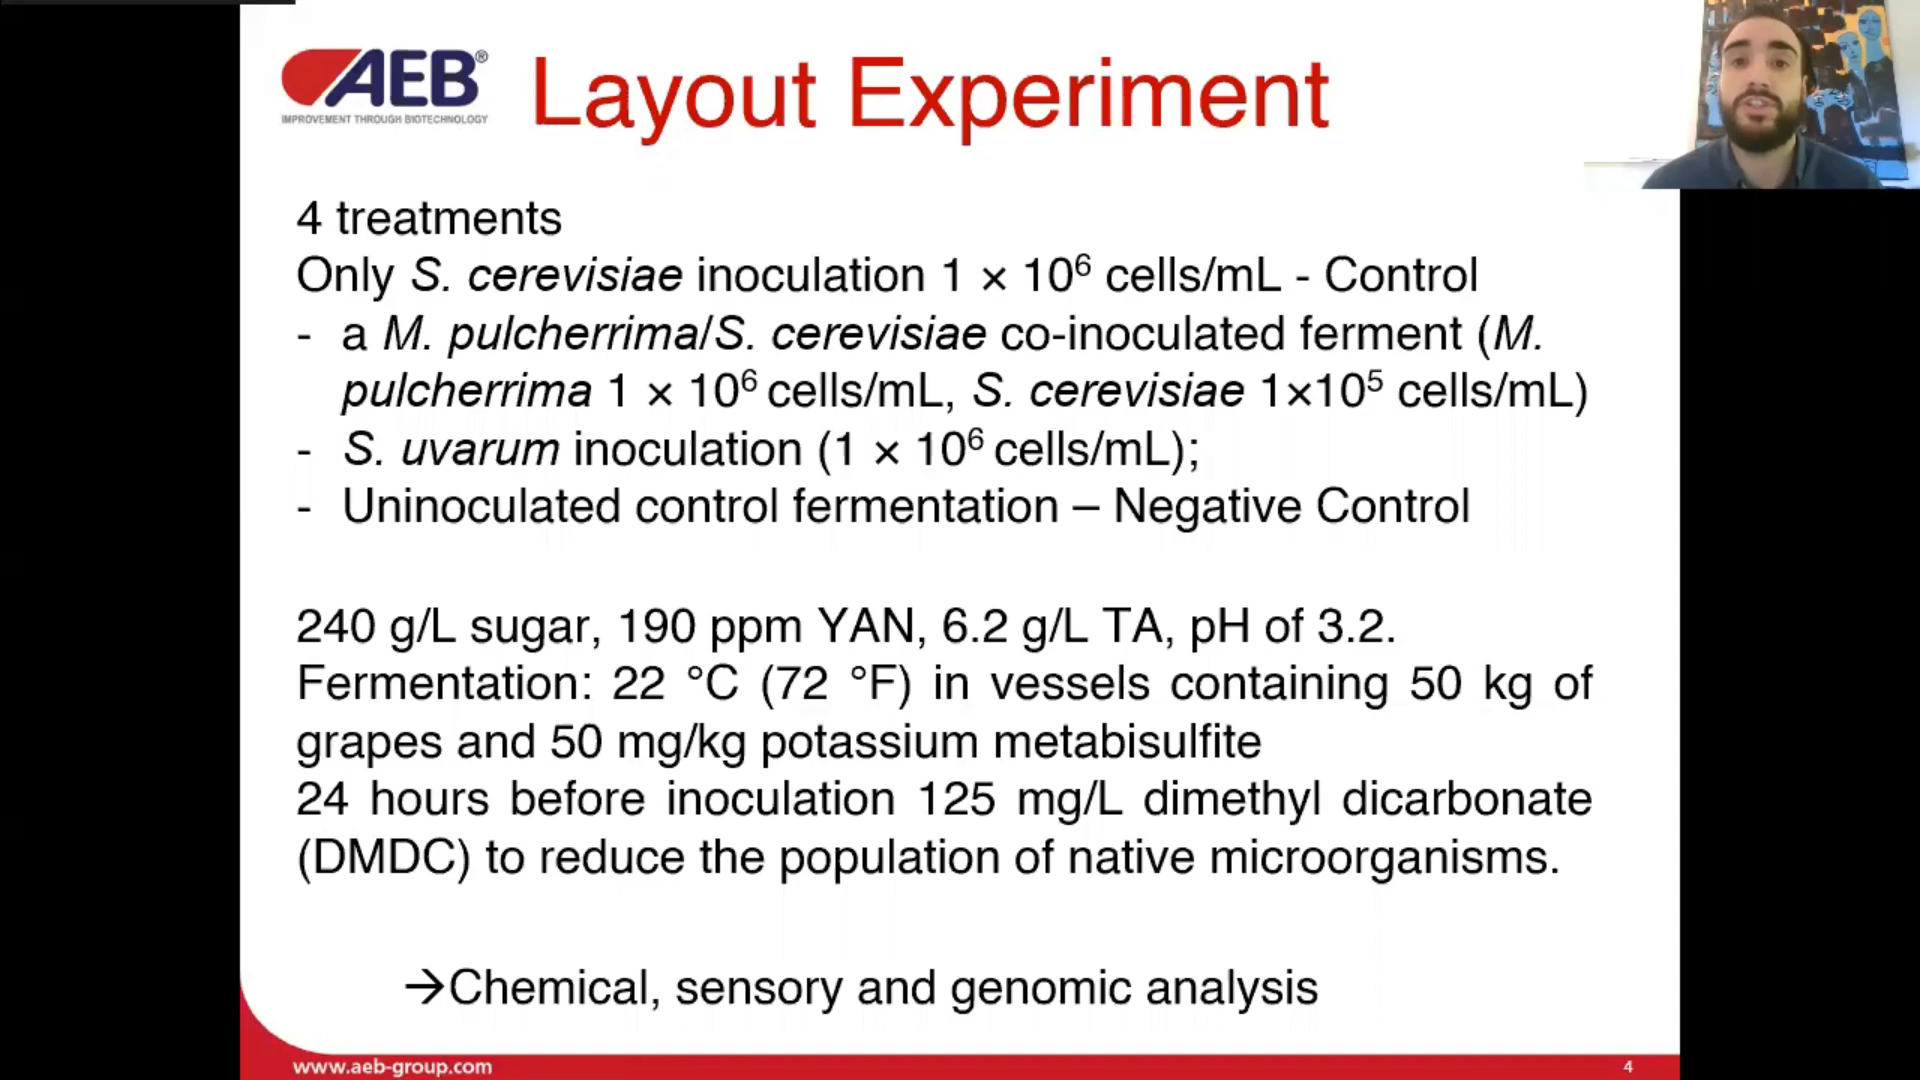 AEB®
IMPROVEMENT THROUGH BIOTECHNOLOGY
Layout Experiment
4 treatments
Only S. cerevisiae inoculation 1 × 10⁶ cells/mL - Control
- a M. pulcherrima/S. cerevisiae co-inoculated ferment (M.
pulcherrima 1 × 10⁶ cells/mL, S. cerevisiae 1×10⁵ cells/mL)
- S. uvarum inoculation (1 × 10⁶ cells/mL);
- Uninoculated control fermentation – Negative Control
240 g/L sugar, 190 ppm YAN, 6.2 g/L TA, pH of 3.2.
Fermentation: 22 °C (72 °F) in vessels containing 50 kg of
grapes and 50 mg/kg potassium metabisulfite
24 hours before inoculation 125 mg/L dimethyl dicarbonate
(DMDC) to reduce the population of native microorganisms.
→Chemical, sensory and genomic analysis
www.aeb-group.com
4